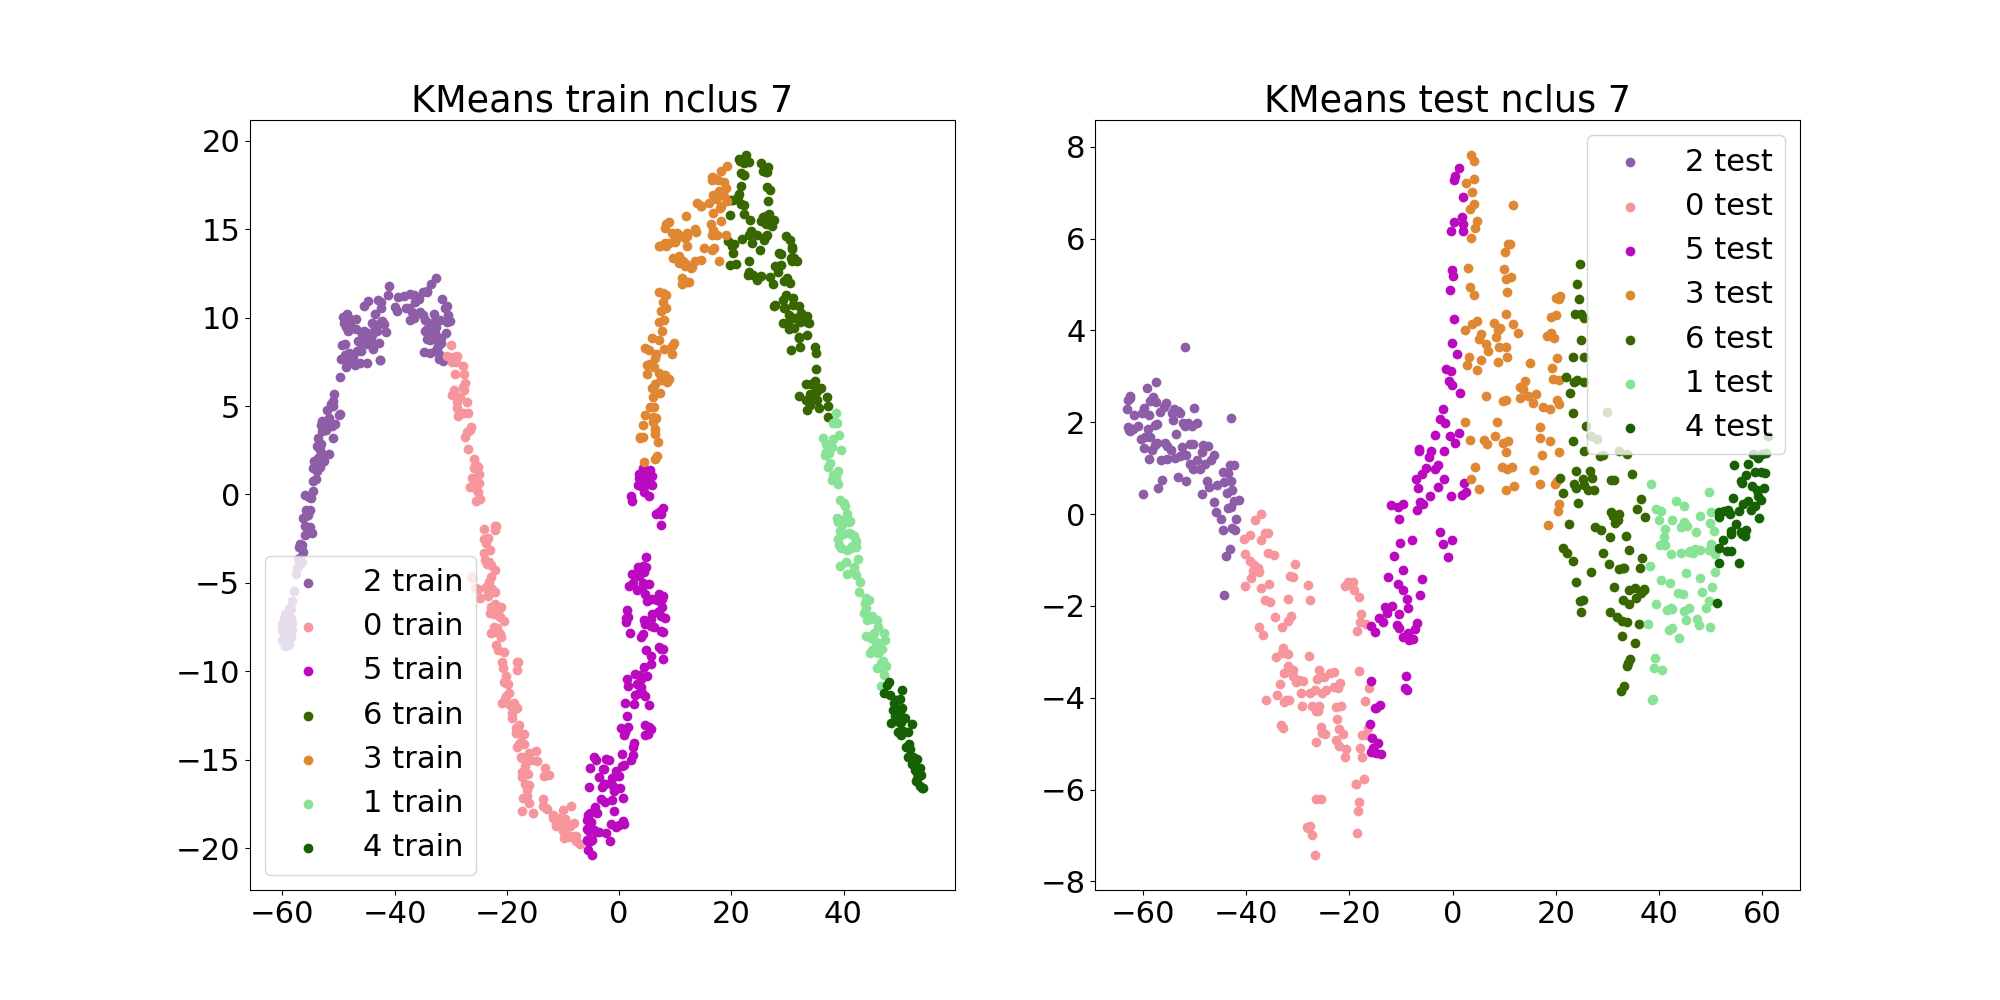 KMeans train nclus 7
20
15
10
5
0
−5
−10
−15
−20
−60 −40 −20 0 20 40
2 train
0 train
5 train
6 train
3 train
1 train
4 train
KMeans test nclus 7
8
6
4
2
0
−2
−4
−6
−8
−60 −40 −20 0 20 40 60
2 test
0 test
5 test
3 test
6 test
1 test
4 test